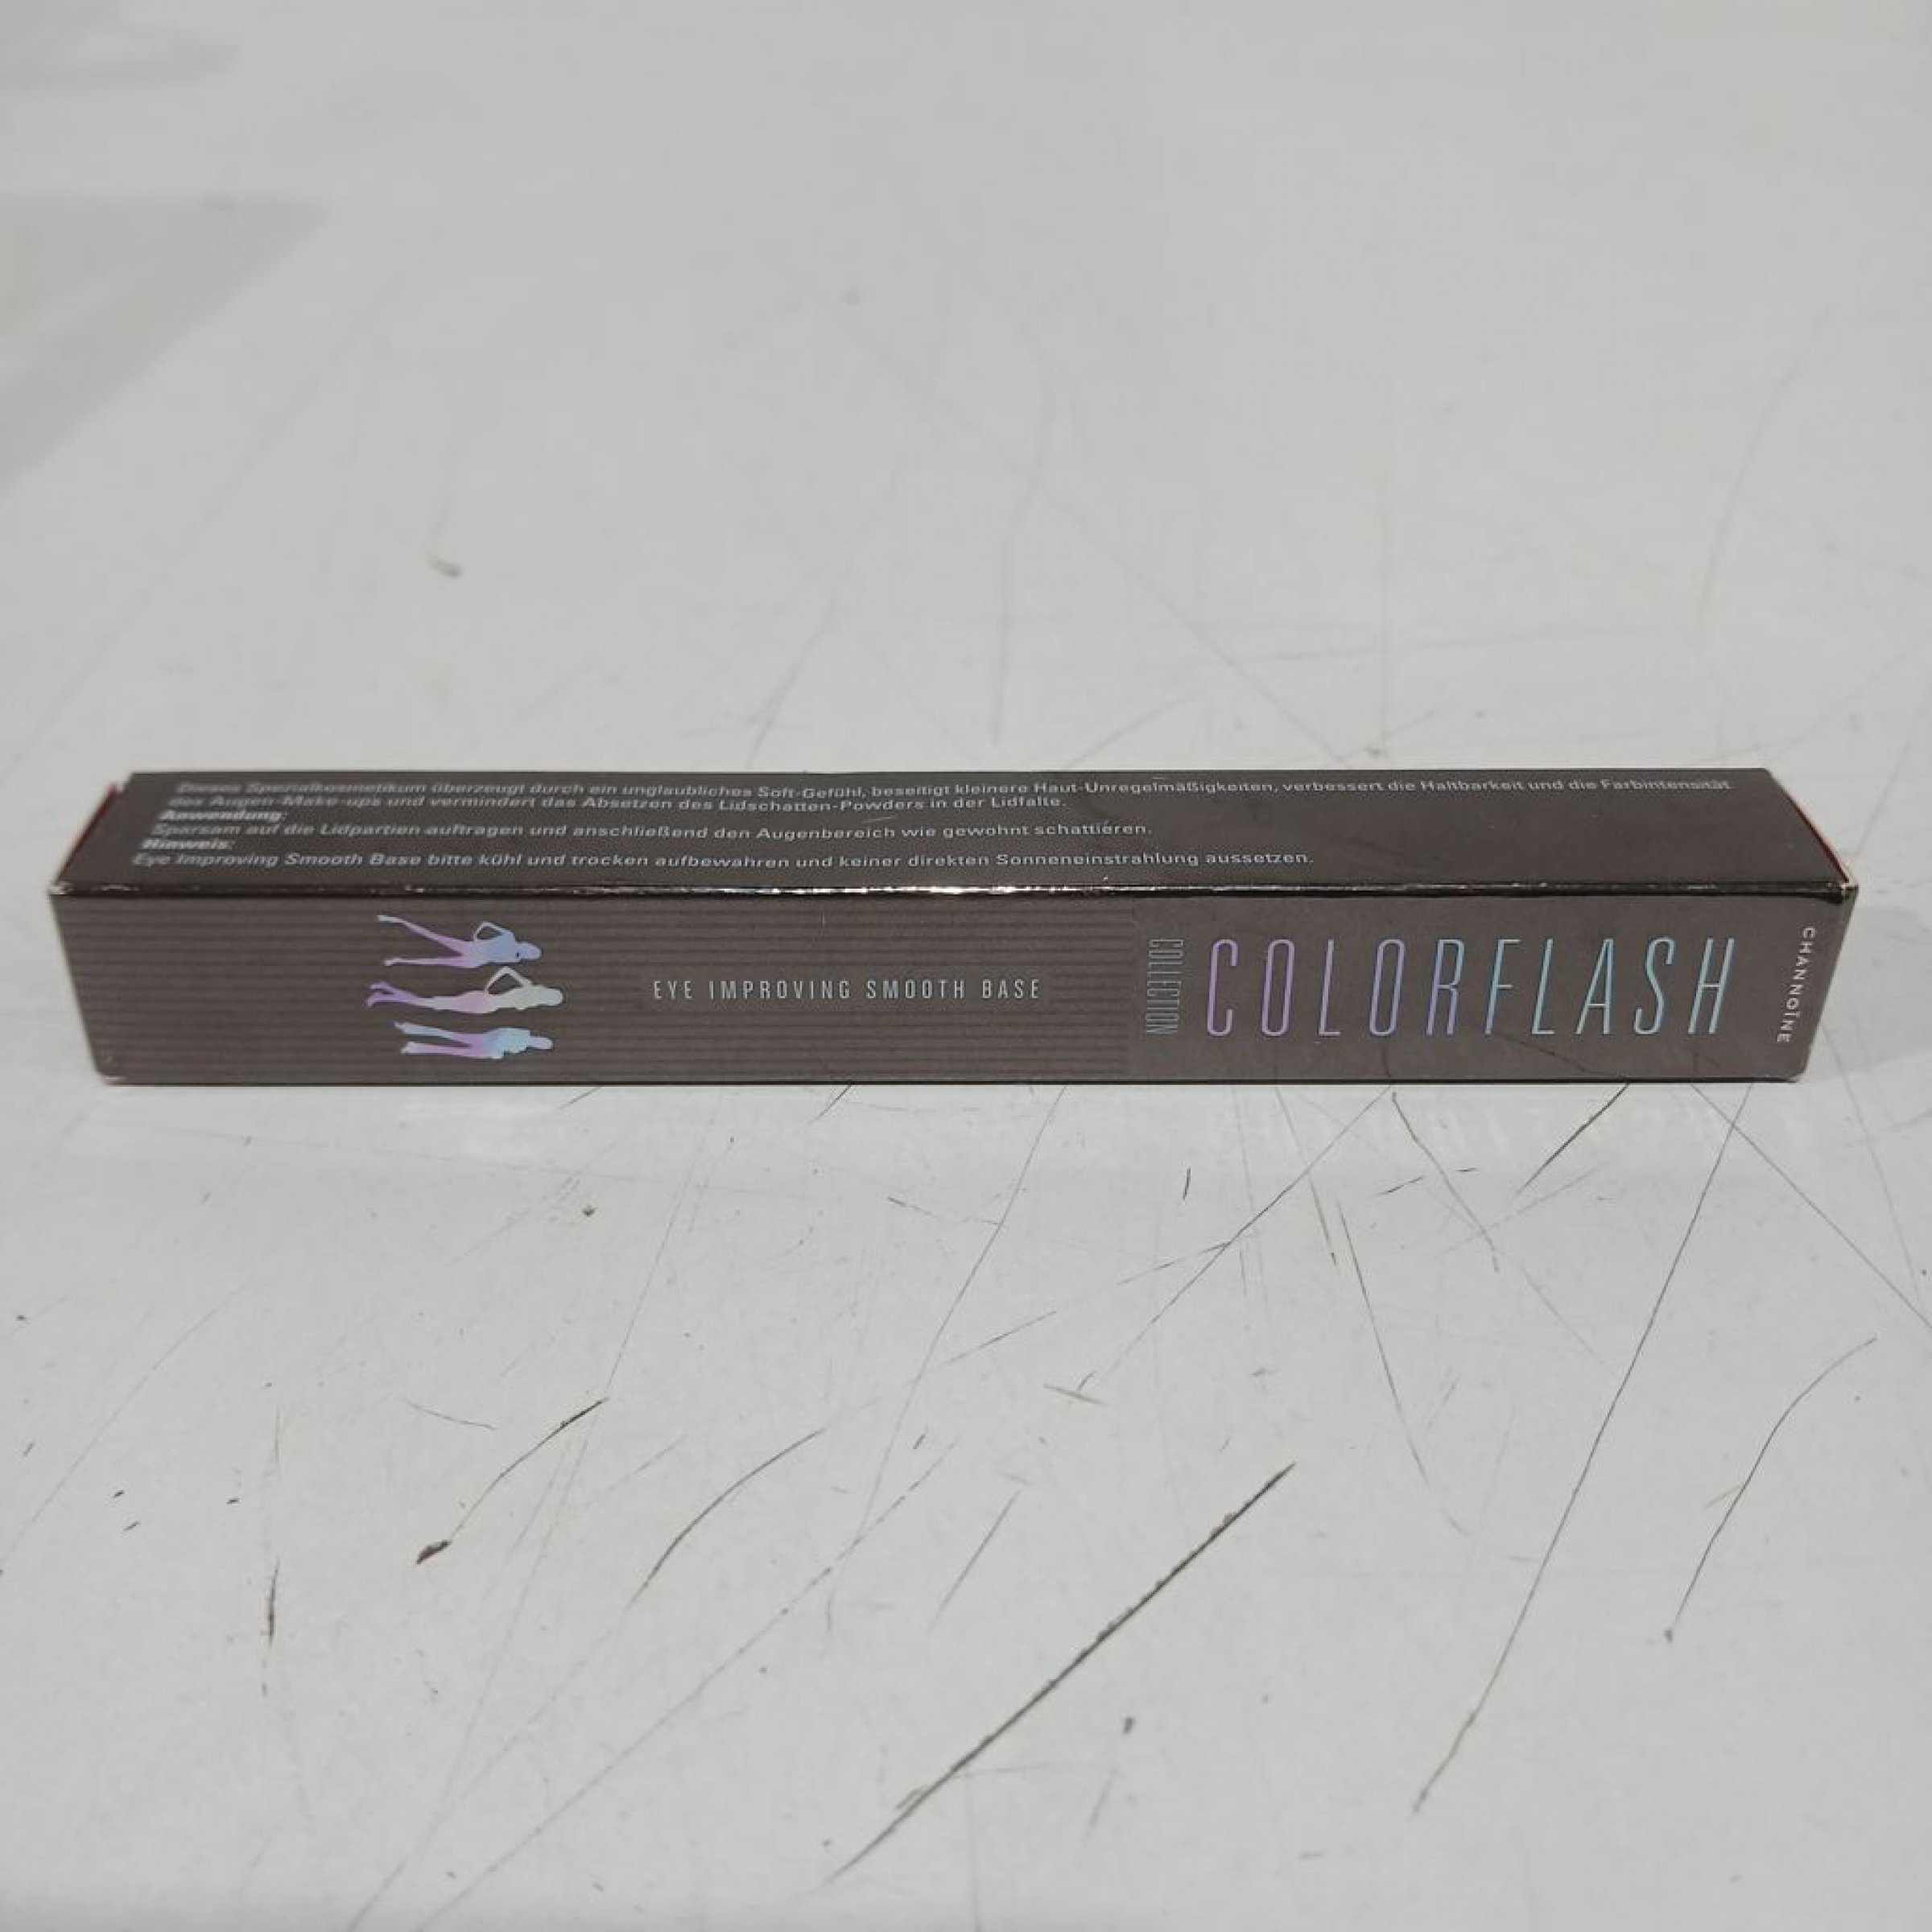 Dieses Spezialkosmetikum überzeugt durch ein unglaubliches Soft-Gefühl, beseitigt kleinere Haut-Unregelmäßigkeiten, verbessert die Haltbarkeit und die Farbintensität
des Augen-Make-ups und vermindert das Absetzen des Lidschatten-Powders in der Lidfalte.
Anwendung:
Sparsam auf die Lidpartien auftragen und anschließend den Augenbereich wie gewohnt schattieren.
Hinweis:
Eye Improving Smooth Base bitte kühl und trocken aufbewahren und keiner direkten Sonneneinstrahlung aussetzen.
EYE IMPROVING SMOOTH BASE
COLLECTION
COLORFLASH
CHANNOINE